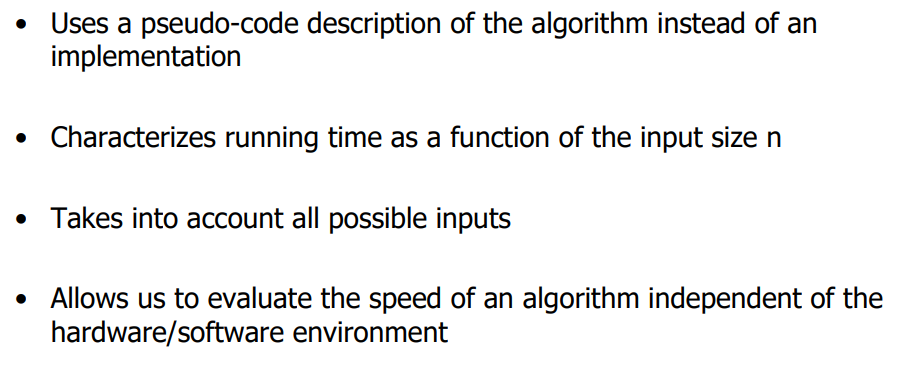 • Uses a pseudo-code description of the algorithm instead of an
implementation
• Characterizes running time as a function of the input size n
• Takes into account all possible inputs
• Allows us to evaluate the speed of an algorithm independent of the
hardware/software environment